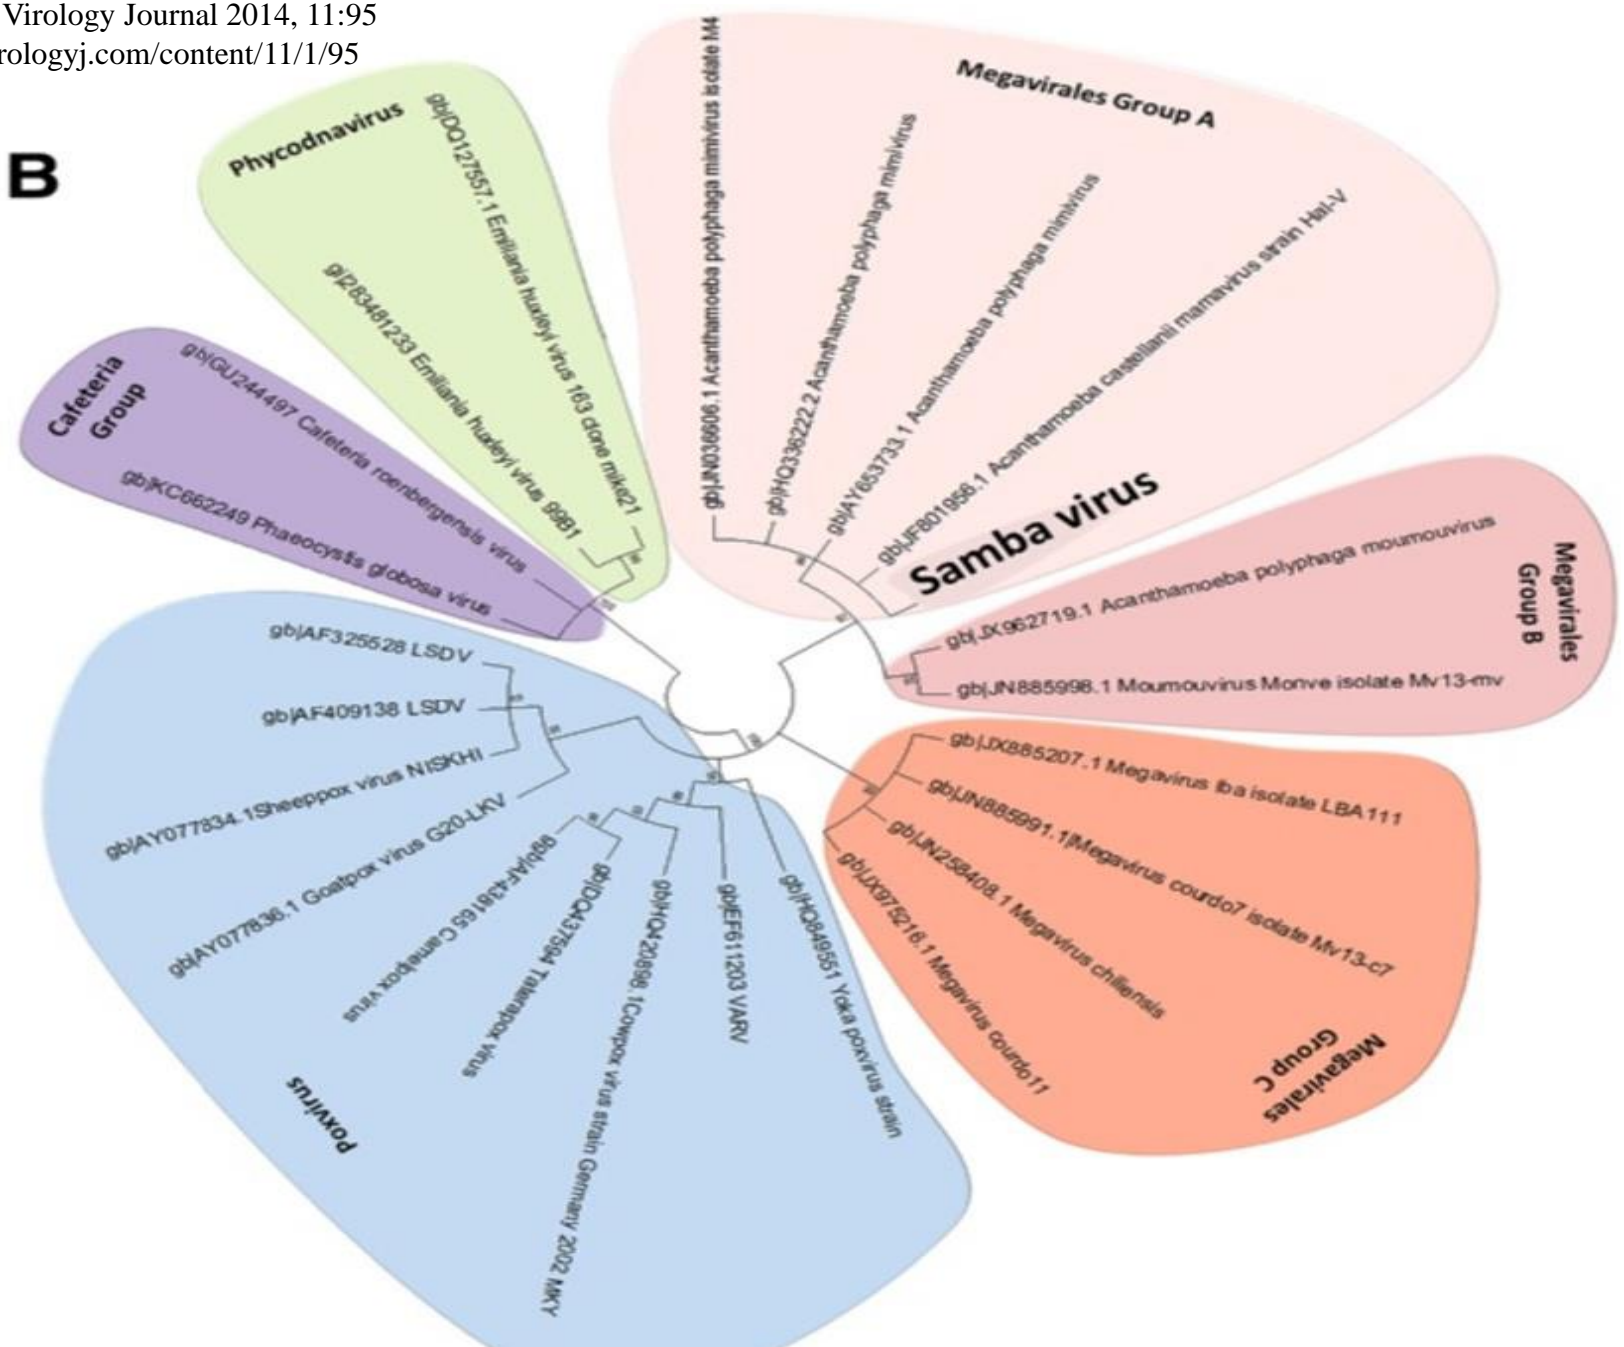 Virology Journal 2014, 11:95
rologyj.com/content/11/1/95
B
Phycodnavirus
gb|DQ127557.1 Emiliania huxleyi virus 163 clone mike21
gi283481233 Emiliania huxleyi virus 99B1
Cafeteria
Group
gb|GU244497 Cafeteria roenbergensis virus
gb|KC662249 Phaeocystis globosa virus
Megavirales Group A
gb|JN036606.1 Acanthamoeba polyphaga mimivirus isolate M4
gb|HQ336222.2 Acanthamoeba polyphaga mimivirus
gb|AY653733.1 Acanthamoeba polyphaga mimivirus
gb|JF801956.1 Acanthamoeba castellanii mamavirus strain Hal-V
Samba virus
Megavirales
Group B
gb|JX962719.1 Acanthamoeba polyphaga moumouvirus
gb|JN885998.1 Moumouvirus Monve isolate Mv13-mv
gb|JX885207.1 Megavirus lba isolate LBA111
gb|JN885991.1|Megavirus courdo7 isolate Mv13-c7
gb|JN258408.1 Megavirus chiliensis
gb|JX975216.1 Megavirus courdo11
Megavirales
Group C
gb|AF325528 LSDV
gb|AF409138 LSDV
gb|AY077834.1Sheeppox virus NISKHI
gb|AY077836.1 Goatpox virus G20-LKV
ggb|AF438165 Camelpox virus
gb|DQ437594 Taterapox virus
gb|HQ420898.1Cowpox virus strain Germany 2002 MKY
gb|EF611203 VARV
gb|HQ849551 Yoka poxvirus strain
Poxvirus